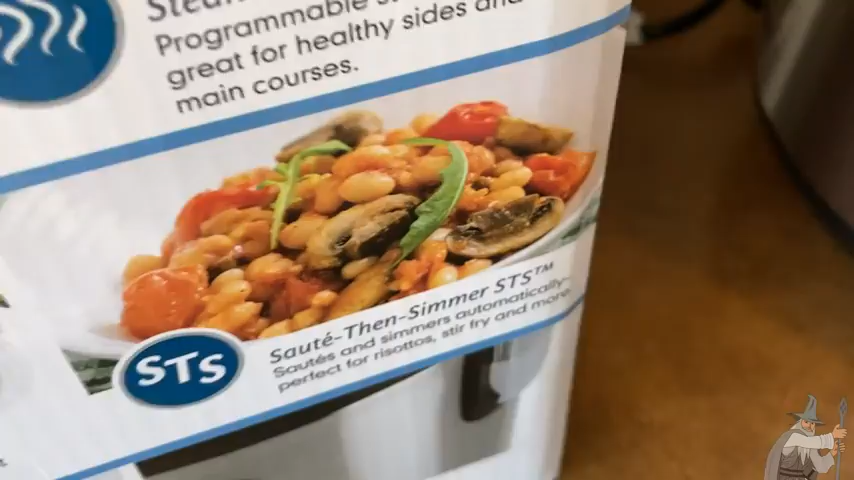 Programmable
great for healthy sides and
main courses.
STS
Sauté-Then-Simmer STS™
Sautés and simmers automatically–
perfect for risottos, stir fry and more.